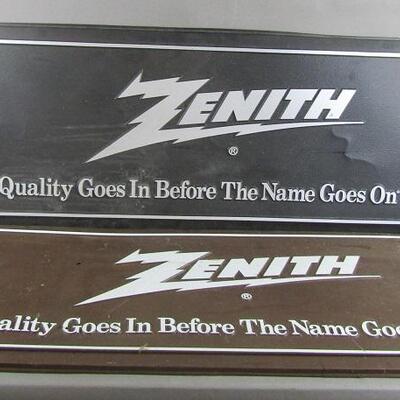 ZENITH
®
Quality Goes In Before The Name Goes On
ZENITH
®
ality Goes In Before The Name Goe